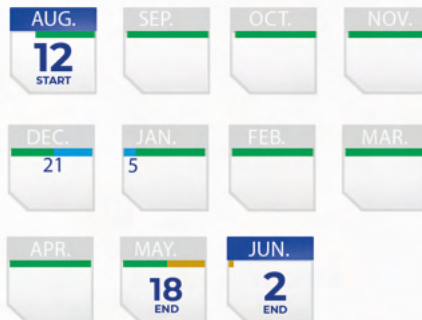 AUG. SEP. OCT. NOV.
12
START
DEC. JAN. FEB. MAR.
21 5
APR. MAY. JUN.
18 2
END END